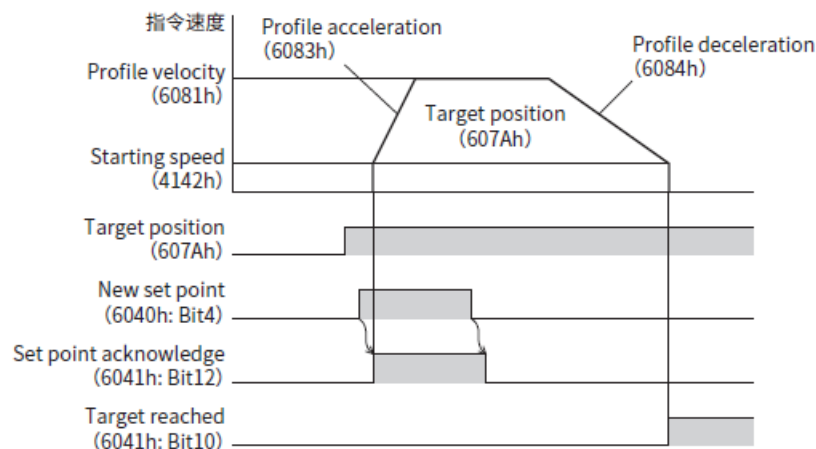 指令速度
Profile acceleration
(6083h)
Profile deceleration
(6084h)
Profile velocity
(6081h)
Target position
(607Ah)
Starting speed
(4142h)
Target position
(607Ah)
New set point
(6040h: Bit4)
Set point acknowledge
(6041h: Bit12)
Target reached
(6041h: Bit10)